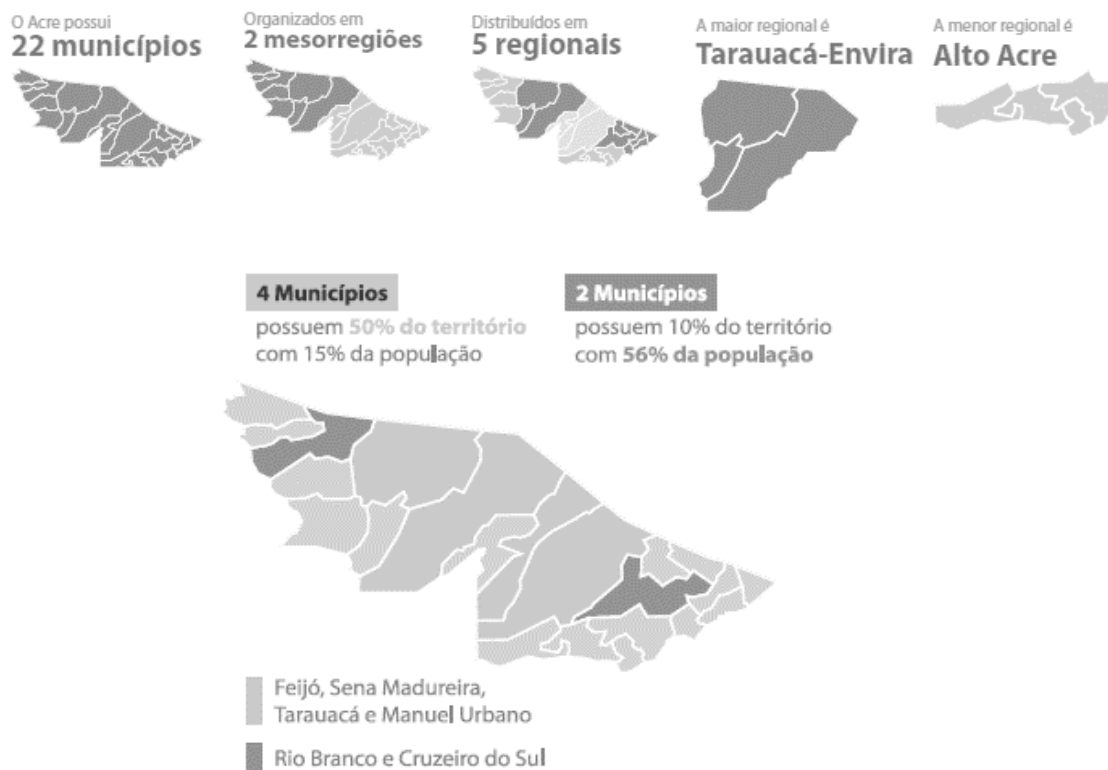 O Acre possui
22 municípios
Organizados em
2 mesorregiões
Distribuídos em
5 regionais
A maior regional é
Tarauacá-Envira
A menor regional é
Alto Acre
4 Municípios
possuem 50% do território
com 15% da população
2 Municípios
possuem 10% do território
com 56% da população
Feijó, Sena Madureira,
Tarauacá e Manuel Urbano
Rio Branco e Cruzeiro do Sul